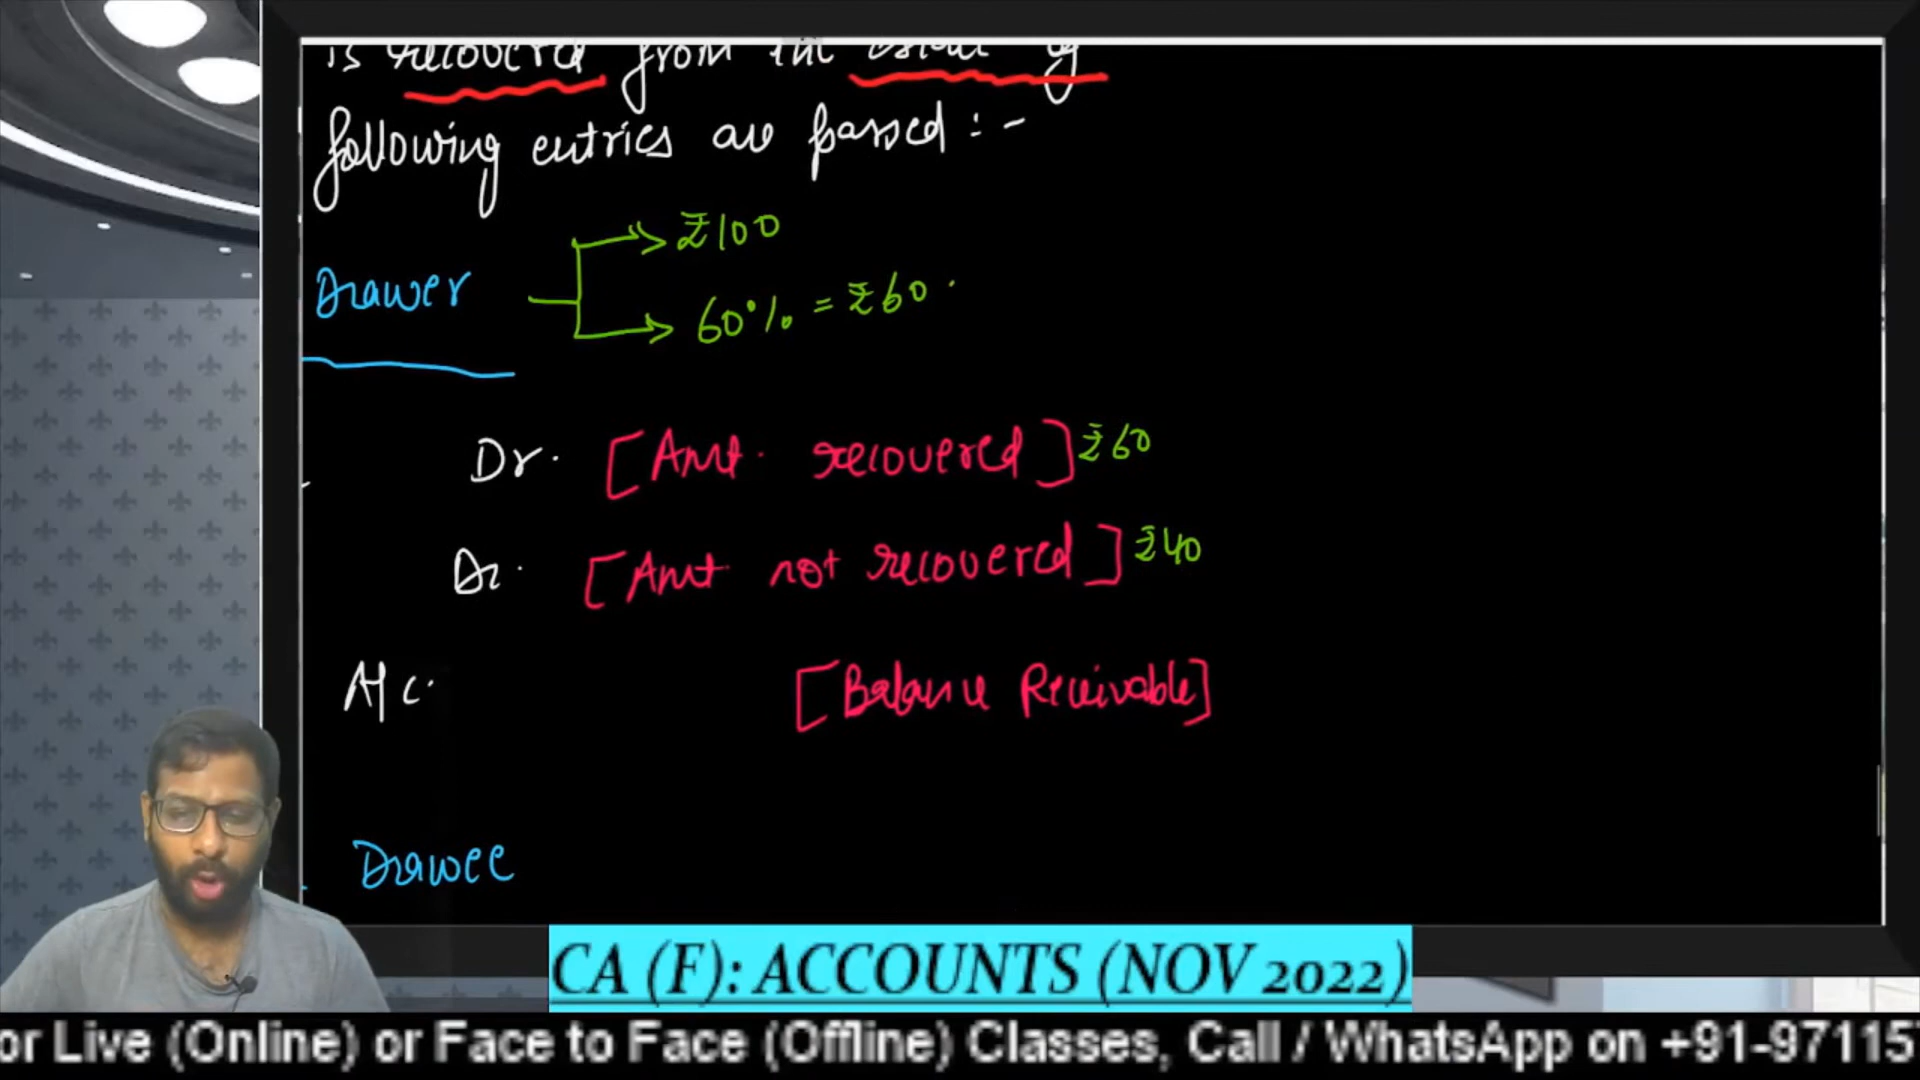 is recovered from the estate of
following entries are passed :-
Drawer
₹100
60% = ₹60.
Dr. [Amt. recovered] ₹60
Dr. [Amt not recovered] ₹40
A/c. [Balance Receivable]
Drawee
CA (F): ACCOUNTS (NOV 2022)
or Live (Online) or Face to Face (Offline) Classes, Call / WhatsApp on +91-97115